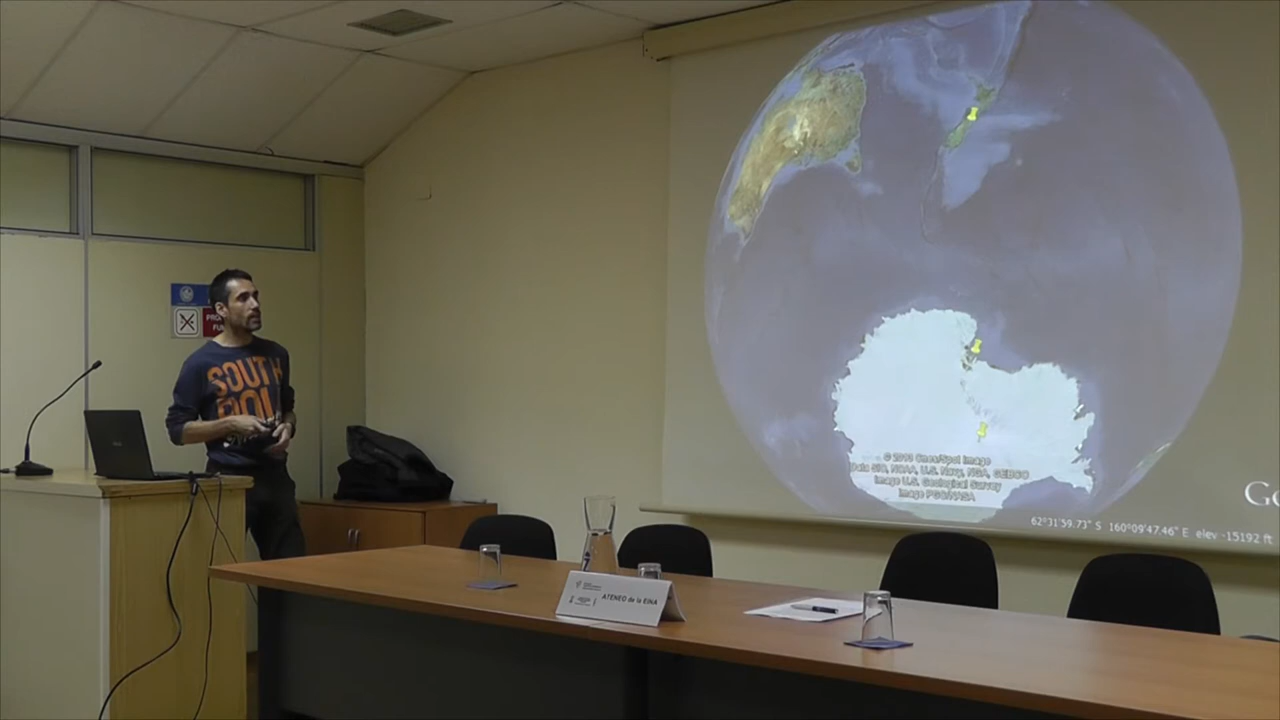 SOUTH
POL
© 2013 Cnes/Spot Image
Data SIO, NOAA, U.S. Navy, NGA, GEBCO
Image U.S. Geological Survey
Image PGC/NASA
62°31'59.73" S 160°09'47.46" E elev -15192 ft
ATENEO de la EINA